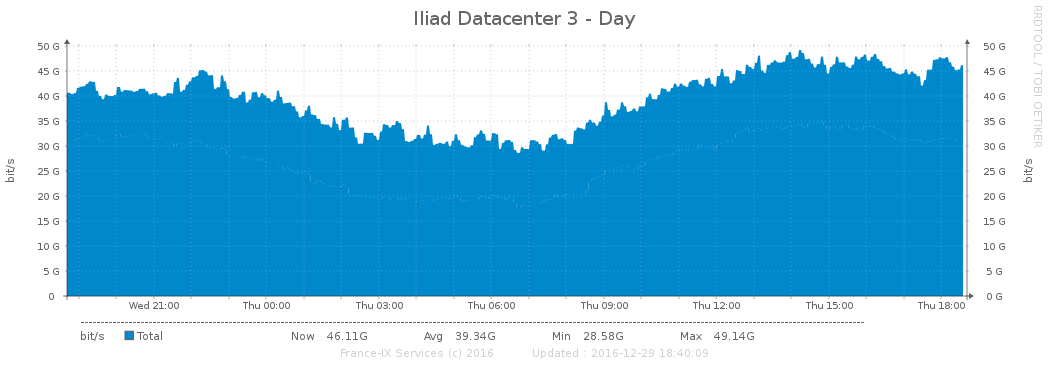 Iliad Datacenter 3 - Day
RRDTOOL / TOBI OETIKER
50 G 50 G
45 G 45 G
40 G 40 G
35 G 35 G
30 G 30 G
25 G 25 G
20 G 20 G
15 G 15 G
10 G 10 G
5 G 5 G
0 0 G
bit/s bit/s
Wed 21:00 Thu 00:00 Thu 03:00 Thu 06:00 Thu 09:00 Thu 12:00 Thu 15:00 Thu 18:00
bit/s Total Now 46.11G Avg 39.34G Min 28.58G Max 49.14G
France-IX Services (c) 2016 Updated : 2016-12-29 18:40:09